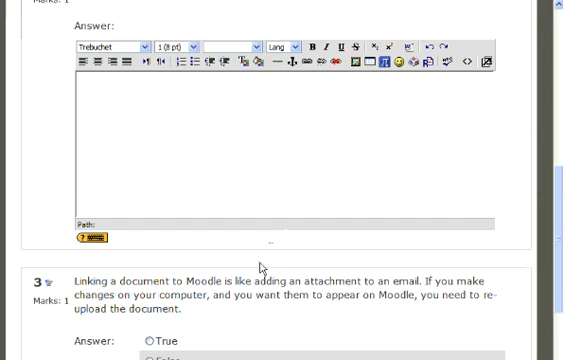 Marks: 1
Answer:
Trebuchet 1 (8 pt) Lang B I U S
Path:
?
3 Linking a document to Moodle is like adding an attachment to an email. If you make
Marks: 1 changes on your computer, and you want them to appear on Moodle, you need to re-
upload the document.
Answer: True
False